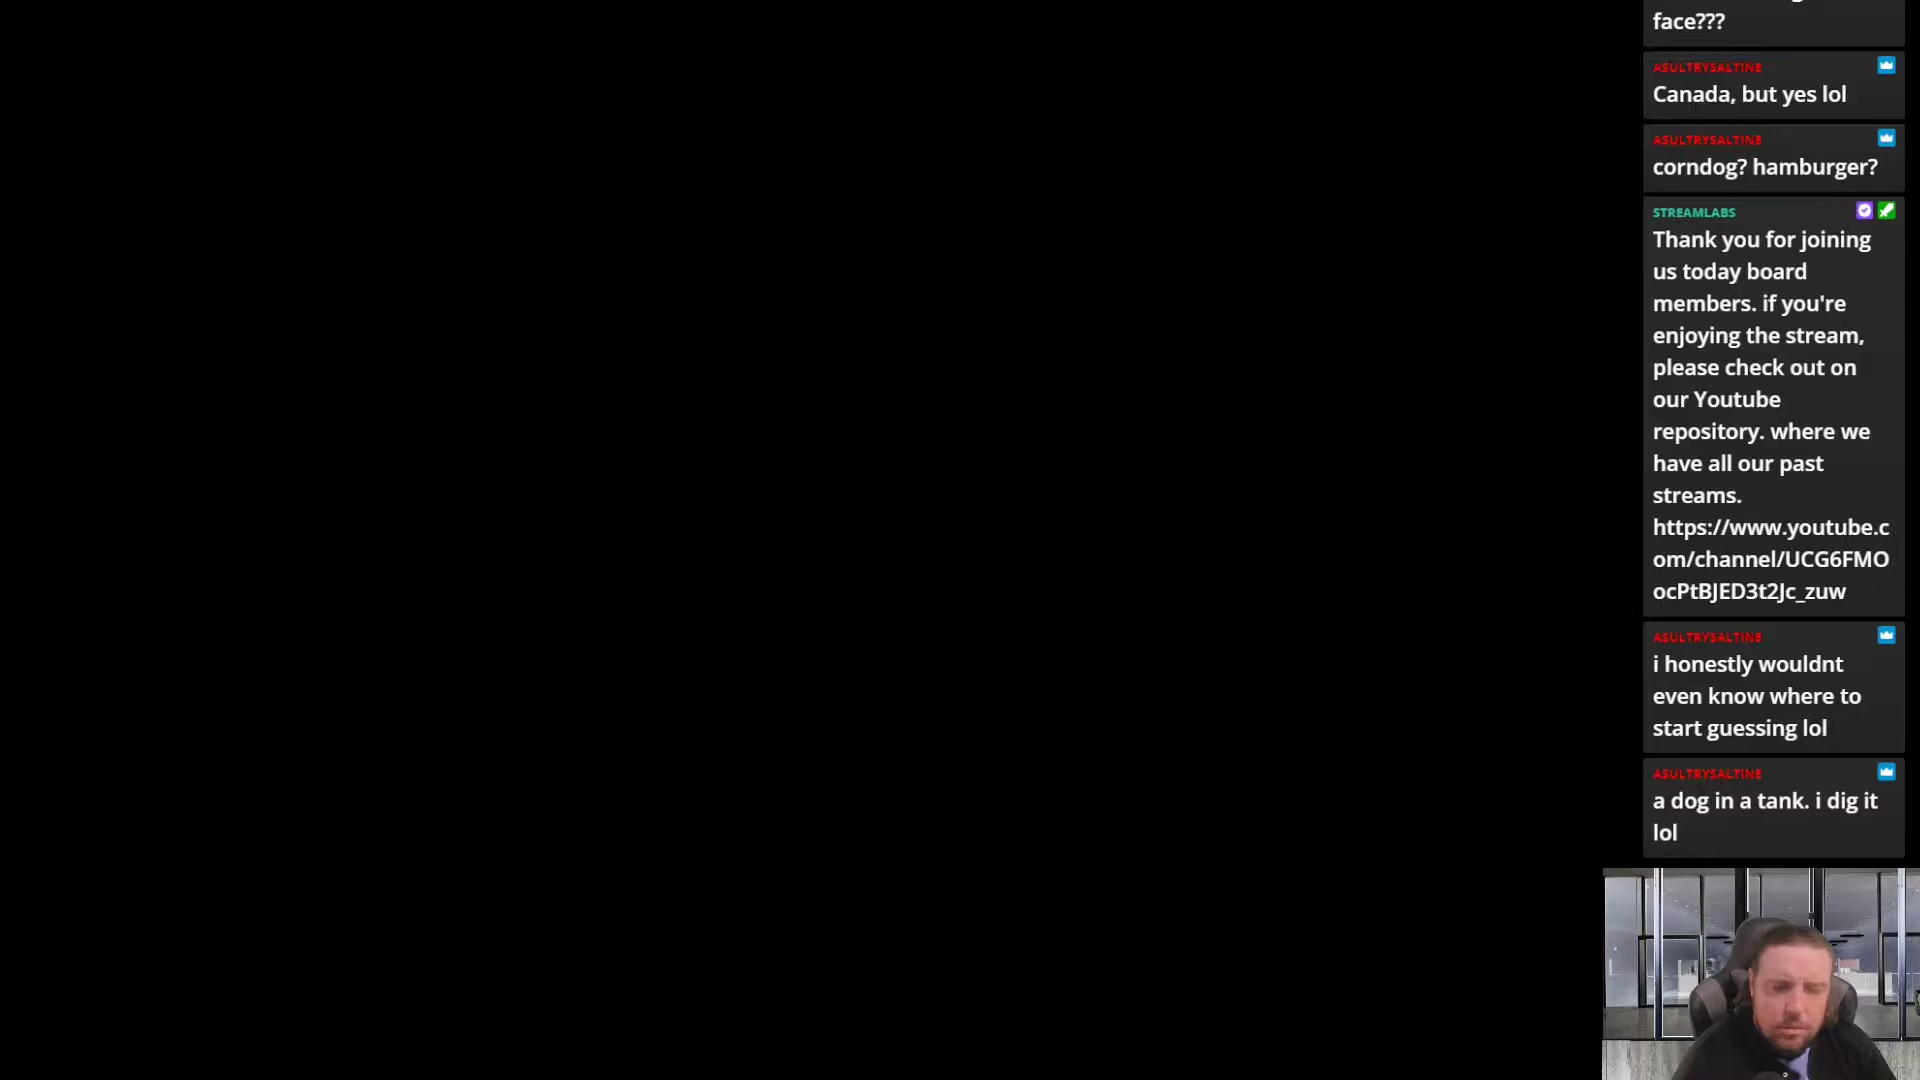 face???
ASULTRYSALTINE
Canada, but yes lol
ASULTRYSALTINE
corndog? hamburger?
STREAMLABS
Thank you for joining
us today board
members. if you're
enjoying the stream,
please check out on
our Youtube
repository. where we
have all our past
streams.
https://www.youtube.c
om/channel/UCG6FMO
ocPtBJED3t2Jc_zuw
ASULTRYSALTINE
i honestly wouldnt
even know where to
start guessing lol
ASULTRYSALTINE
a dog in a tank. i dig it
lol